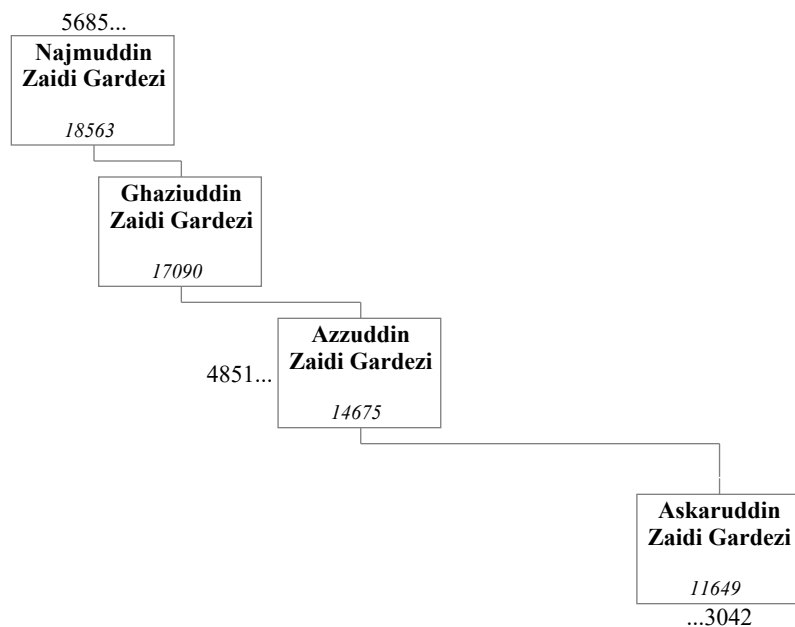 5685...
Najmuddin
Zaidi Gardezi
18563
Ghaziuddin
Zaidi Gardezi
17090
Azzuddin
Zaidi Gardezi
4851...
14675
Askaruddin
Zaidi Gardezi
11649
...3042